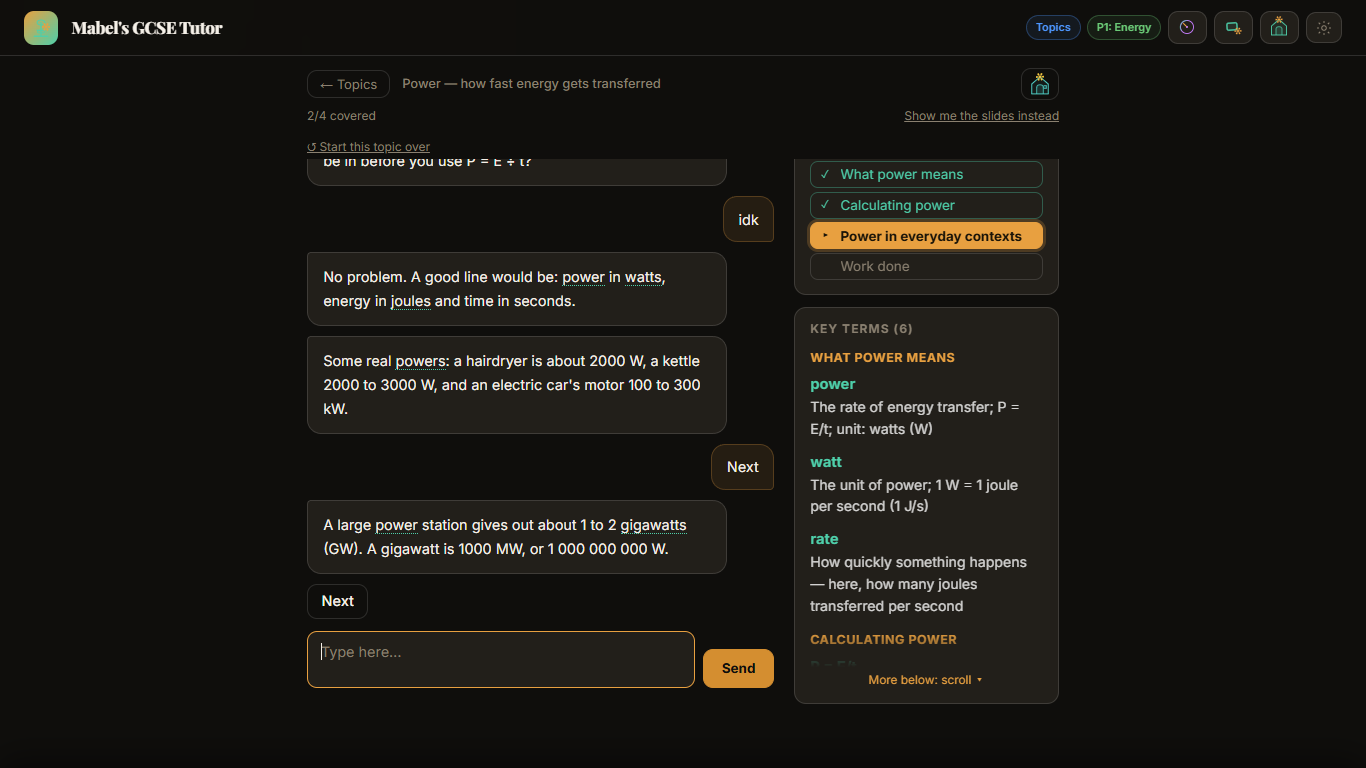 Mabel's GCSE Tutor
Topics
P1: Energy
← Topics
Power — how fast energy gets transferred
2/4 covered
Show me the slides instead
↺ Start this topic over
be in before you use P = E ÷ t?
idk
No problem. A good line would be: power in watts,
energy in joules and time in seconds.
Some real powers: a hairdryer is about 2000 W, a kettle
2000 to 3000 W, and an electric car's motor 100 to 300
kW.
Next
A large power station gives out about 1 to 2 gigawatts
(GW). A gigawatt is 1000 MW, or 1 000 000 000 W.
Next
Type here...
Send
✓ What power means
✓ Calculating power
‣ Power in everyday contexts
Work done
KEY TERMS (6)
WHAT POWER MEANS
power
The rate of energy transfer; P =
E/t; unit: watts (W)
watt
The unit of power; 1 W = 1 joule
per second (1 J/s)
rate
How quickly something happens
— here, how many joules
transferred per second
CALCULATING POWER
P = E/t
More below: scroll ▾